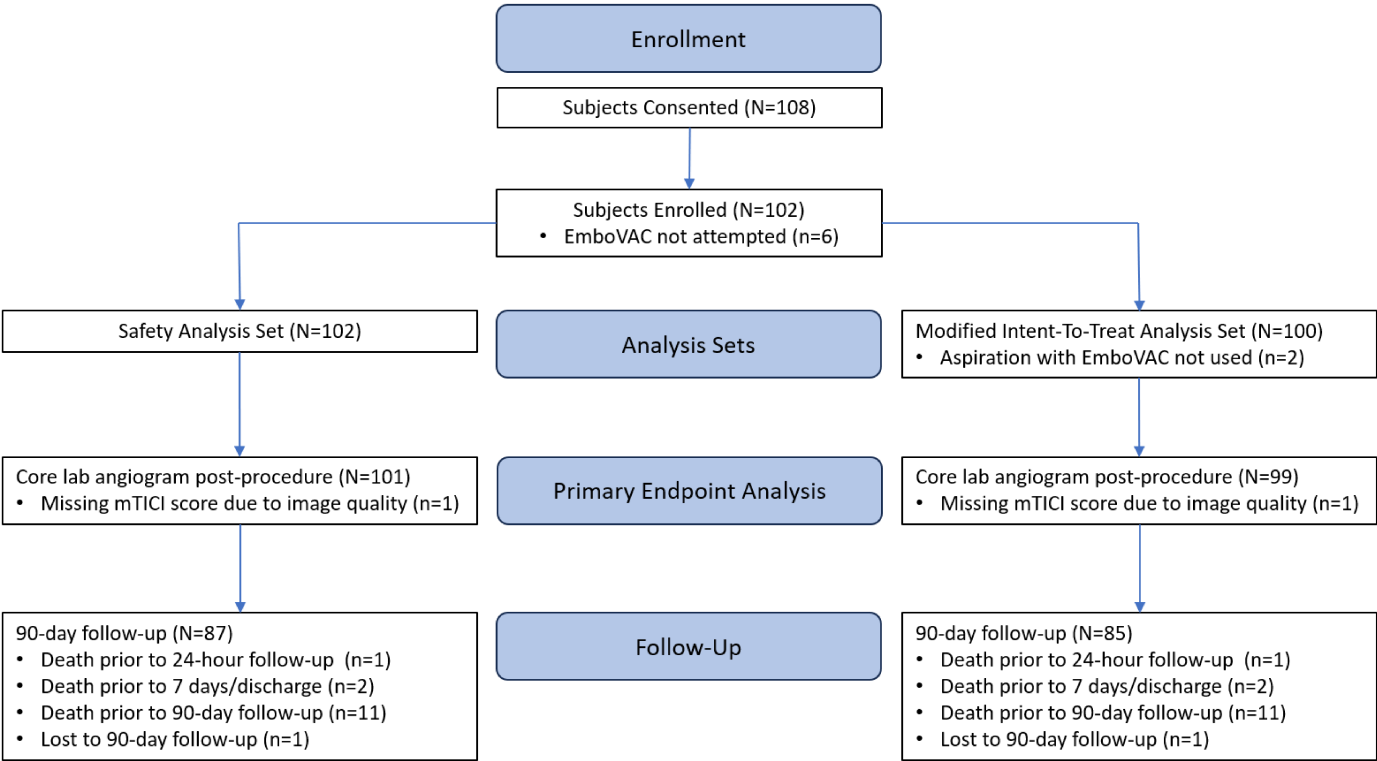 Enrollment
Subjects Consented (N=108)
Subjects Enrolled (N=102)
• EmboVAC not attempted (n=6)
Safety Analysis Set (N=102)
Analysis Sets
Modified Intent-To-Treat Analysis Set (N=100)
• Aspiration with EmboVAC not used (n=2)
Core lab angiogram post-procedure (N=101)
• Missing mTICI score due to image quality (n=1)
Primary Endpoint Analysis
Core lab angiogram post-procedure (N=99)
• Missing mTICI score due to image quality (n=1)
90-day follow-up (N=87)
• Death prior to 24-hour follow-up (n=1)
• Death prior to 7 days/discharge (n=2)
• Death prior to 90-day follow-up (n=11)
• Lost to 90-day follow-up (n=1)
Follow-Up
90-day follow-up (N=85)
• Death prior to 24-hour follow-up (n=1)
• Death prior to 7 days/discharge (n=2)
• Death prior to 90-day follow-up (n=11)
• Lost to 90-day follow-up (n=1)